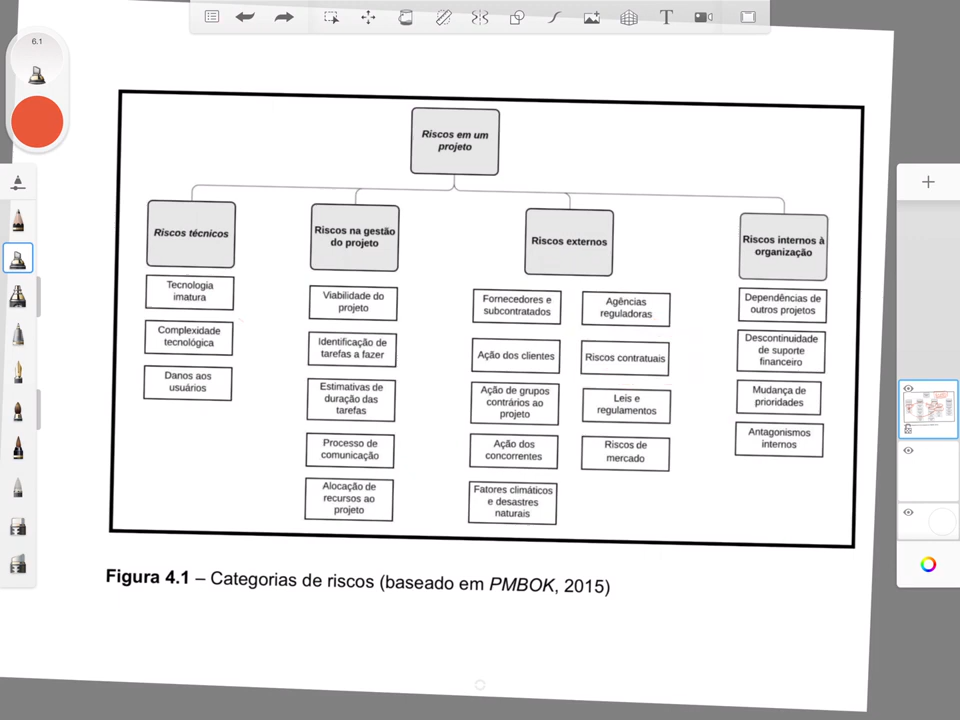 6.1
T
Riscos em um
projeto
Riscos técnicos
Riscos na gestão
do projeto
Riscos externos
Riscos internos à
organização
Tecnologia
imatura
Complexidade
tecnológica
Danos aos
usuários
Viabilidade do
projeto
Identificação de
tarefas a fazer
Estimativas de
duração das
tarefas
Processo de
comunicação
Alocação de
recursos ao
projeto
Fornecedores e
subcontratados
Ação dos clientes
Ação de grupos
contrários ao
projeto
Ação dos
concorrentes
Fatores climáticos
e desastres
naturais
Agências
reguladoras
Riscos contratuais
Leis e
regulamentos
Riscos de
mercado
Dependências de
outros projetos
Descontinuidade
de suporte
financeiro
Mudança de
prioridades
Antagonismos
internos
Figura 4.1 – Categorias de riscos (baseado em PMBOK, 2015)